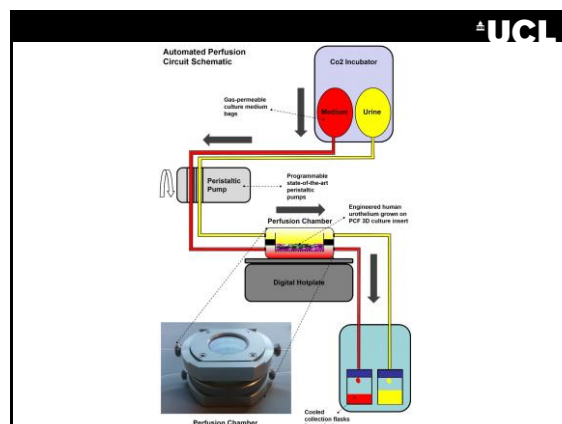 UCL
Automated Perfusion
Circuit Schematic
Co2 Incubator
Gas-permeable
culture medium
bags
Medium
Urine
Peristaltic
Pump
Programmable
state-of-the-art
peristaltic
pumps
Engineered human
urothelium grown on
PCF 3D culture insert
Perfusion Chamber
Digital Hotplate
Perfusion Chamber
Cooled
collection flasks